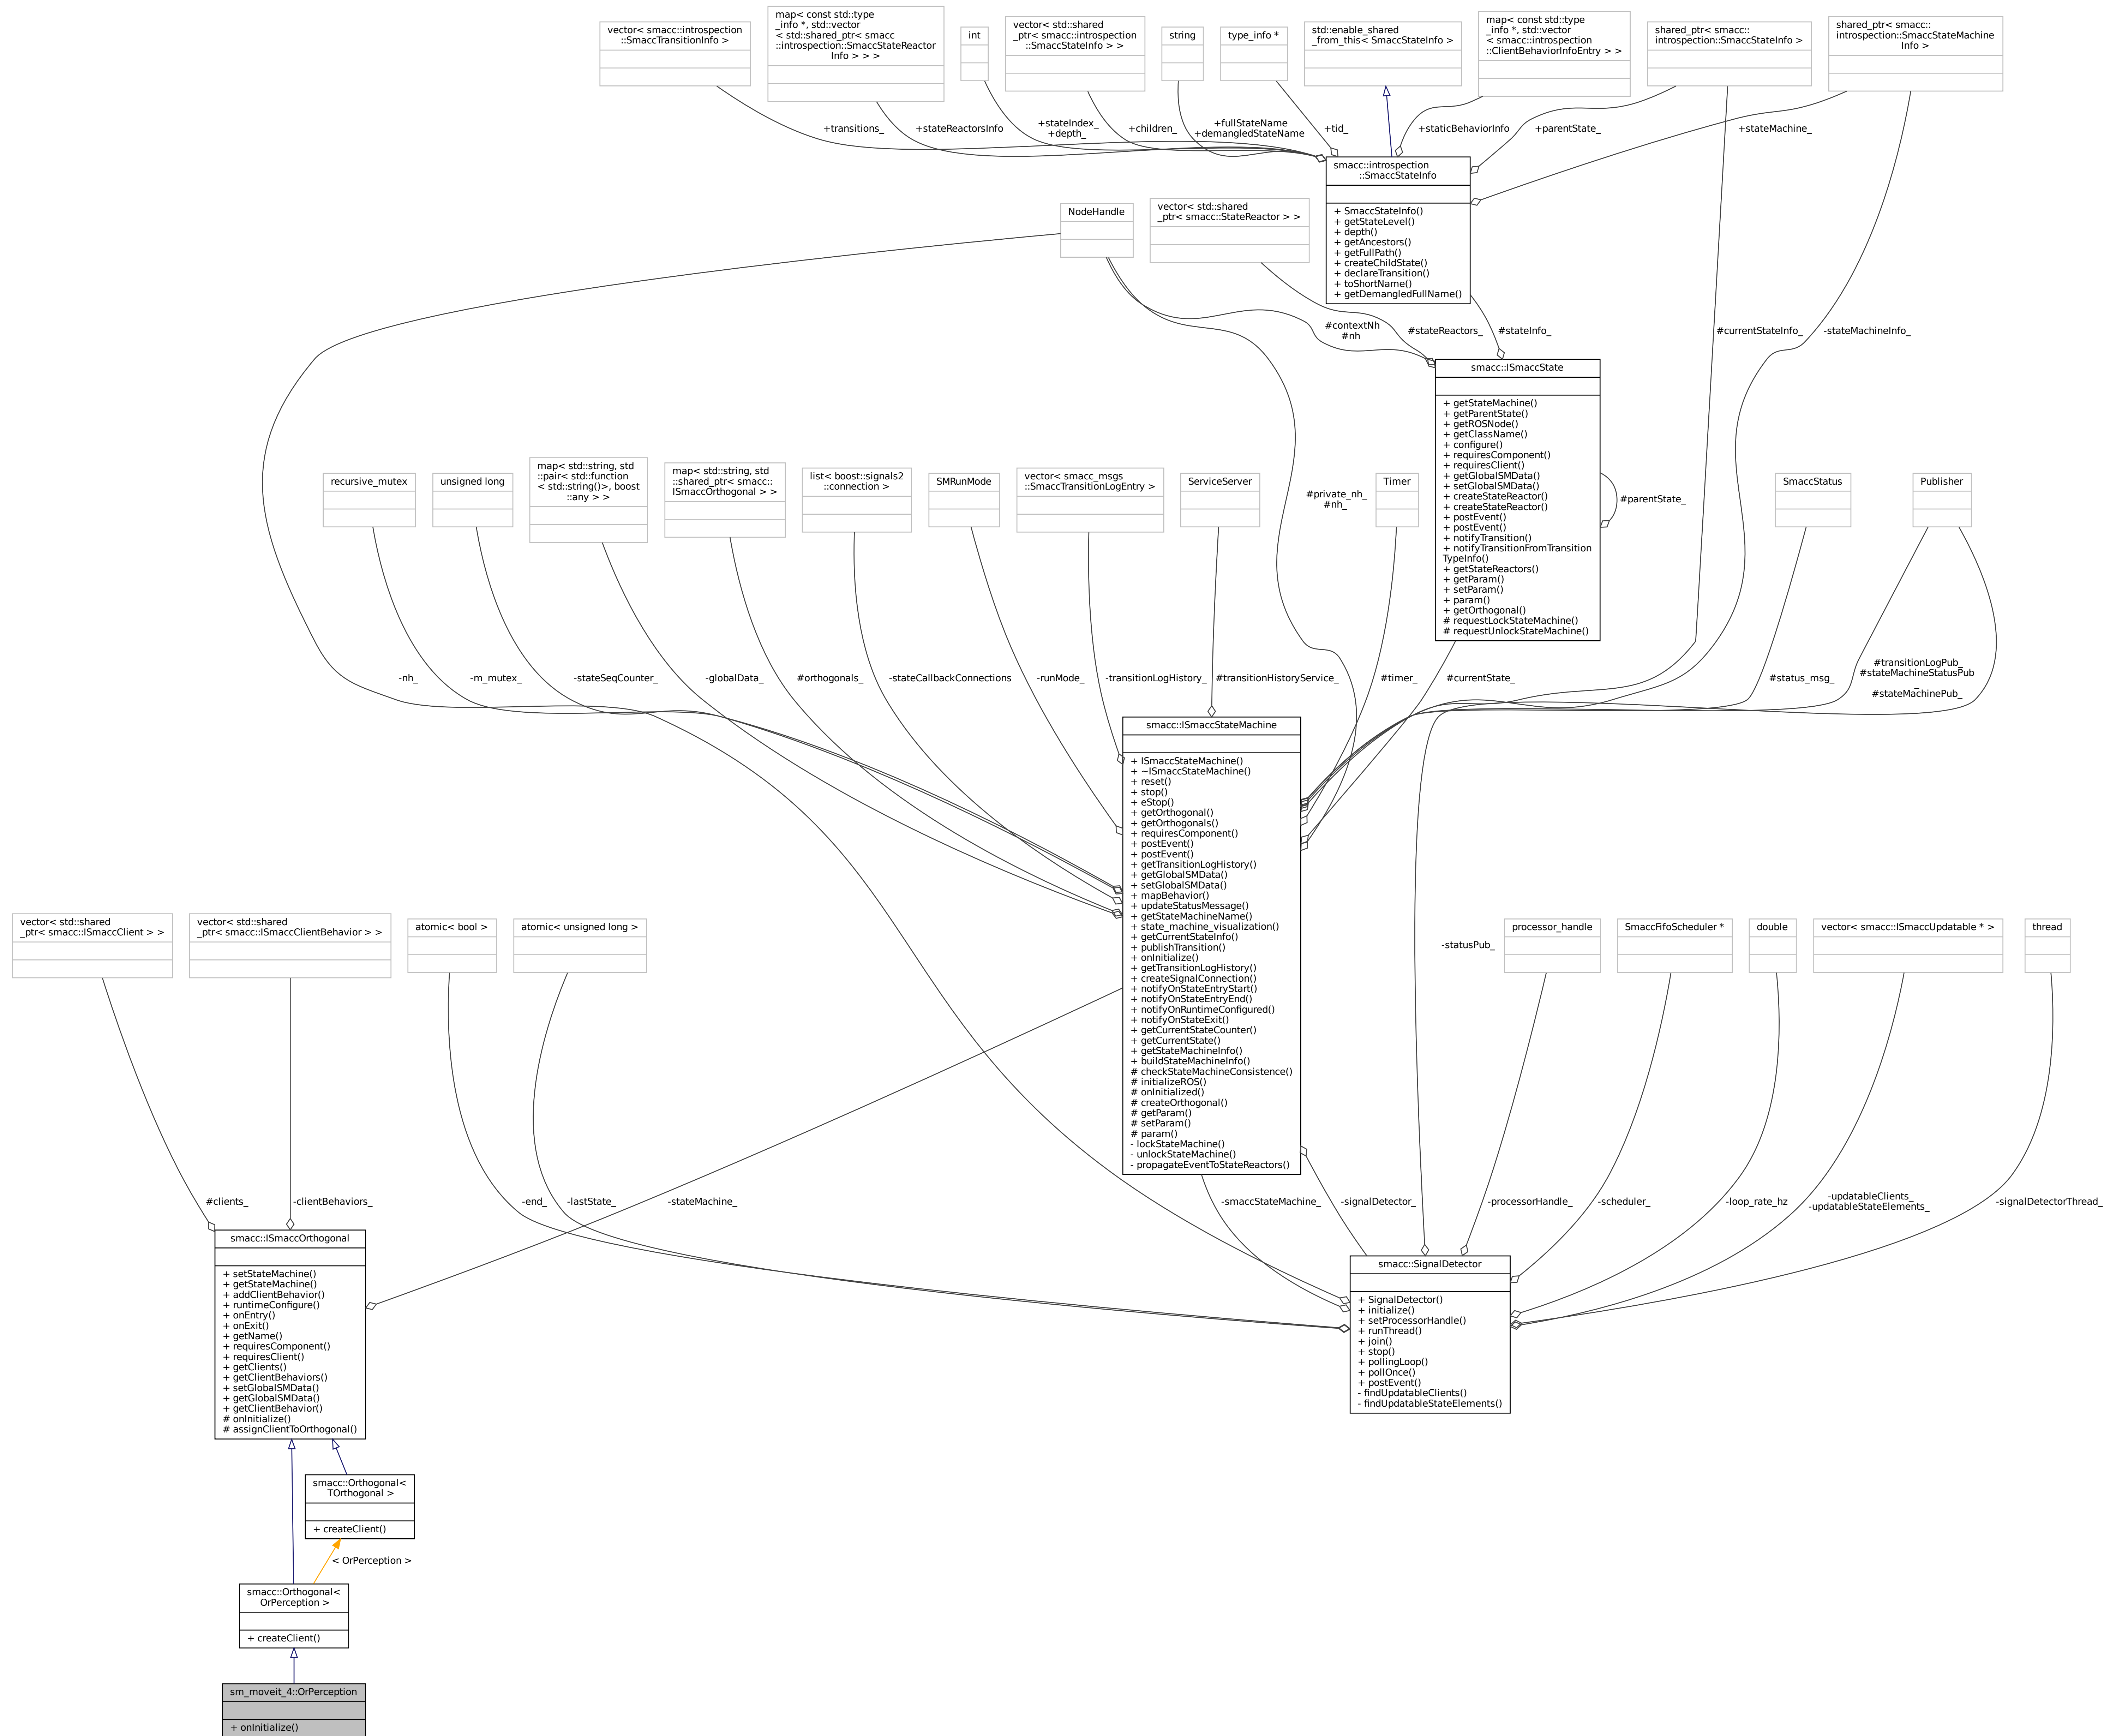 vector< smacc::introspection
::SmaccTransitionInfo >
map< const std::type
_info *, std::vector
< std::shared_ptr< smacc
::introspection::SmaccStateReactor
Info > > >
int
vector< std::shared
_ptr< smacc::introspection
::SmaccStateInfo > >
string
type_info *
std::enable_shared
_from_this< SmaccStateInfo >
map< const std::type
_info *, std::vector
< smacc::introspection
::ClientBehaviorInfoEntry > >
shared_ptr< smacc::
introspection::SmaccStateInfo >
shared_ptr< smacc::
introspection::SmaccStateMachine
Info >
+transitions_
+stateReactorsInfo
+stateIndex_
+depth_
+children_
+fullStateName
+demangledStateName
+tid_
+staticBehaviorInfo
+parentState_
+stateMachine_
smacc::introspection
::SmaccStateInfo
+ SmaccStateInfo()
+ getStateLevel()
+ depth()
+ getAncestors()
+ getFullPath()
+ createChildState()
+ declareTransition()
+ toShortName()
+ getDemangledFullName()
NodeHandle
vector< std::shared
_ptr< smacc::StateReactor > >
#contextNh
#nh
#stateReactors_
#stateInfo_
#currentStateInfo_
-stateMachineInfo_
smacc::ISmaccState
+ getStateMachine()
+ getParentState()
+ getROSNode()
+ getClassName()
+ configure()
+ requiresComponent()
+ requiresClient()
+ getGlobalSMData()
+ setGlobalSMData()
+ createStateReactor()
+ createStateReactor()
+ postEvent()
+ postEvent()
+ notifyTransition()
+ notifyTransitionFromTransition
TypeInfo()
+ getStateReactors()
+ getParam()
+ setParam()
+ param()
+ getOrthogonal()
# requestLockStateMachine()
# requestUnlockStateMachine()
#parentState_
recursive_mutex
unsigned long
map< std::string, std
::pair< std::function
< std::string()>, boost
::any > >
map< std::string, std
::shared_ptr< smacc::
ISmaccOrthogonal > >
list< boost::signals2
::connection >
SMRunMode
vector< smacc_msgs
::SmaccTransitionLogEntry >
ServiceServer
#private_nh_
#nh_
Timer
SmaccStatus
Publisher
-nh_
-m_mutex_
-stateSeqCounter_
-globalData_
#orthogonals_
-stateCallbackConnections
-runMode_
-transitionLogHistory_
#transitionHistoryService_
#timer_
#currentState_
#status_msg_
#transitionLogPub_
#stateMachineStatusPub
_
#stateMachinePub_
smacc::ISmaccStateMachine
+ ISmaccStateMachine()
+ ~ISmaccStateMachine()
+ reset()
+ stop()
+ eStop()
+ getOrthogonal()
+ getOrthogonals()
+ requiresComponent()
+ postEvent()
+ postEvent()
+ getTransitionLogHistory()
+ getGlobalSMData()
+ setGlobalSMData()
+ mapBehavior()
+ updateStatusMessage()
+ getStateMachineName()
+ state_machine_visualization()
+ getCurrentStateInfo()
+ publishTransition()
+ onInitialize()
+ getTransitionLogHistory()
+ createSignalConnection()
+ notifyOnStateEntryStart()
+ notifyOnStateEntryEnd()
+ notifyOnRuntimeConfigured()
+ notifyOnStateExit()
+ getCurrentStateCounter()
+ getCurrentState()
+ getStateMachineInfo()
+ buildStateMachineInfo()
# checkStateMachineConsistence()
# initializeROS()
# onInitialized()
# createOrthogonal()
# getParam()
# setParam()
# param()
- lockStateMachine()
- unlockStateMachine()
- propagateEventToStateReactors()
vector< std::shared
_ptr< smacc::ISmaccClient > >
vector< std::shared
_ptr< smacc::ISmaccClientBehavior > >
atomic< bool >
atomic< unsigned long >
-statusPub_
processor_handle
SmaccFifoScheduler *
double
vector< smacc::ISmaccUpdatable * >
thread
#clients_
-clientBehaviors_
-end_
-lastState_
-stateMachine_
-smaccStateMachine_
-signalDetector_
-processorHandle_
-scheduler_
-loop_rate_hz
-updatableClients_
-updatableStateElements_
-signalDetectorThread_
smacc::ISmaccOrthogonal
+ setStateMachine()
+ getStateMachine()
+ addClientBehavior()
+ runtimeConfigure()
+ onEntry()
+ onExit()
+ getName()
+ requiresComponent()
+ requiresClient()
+ getClients()
+ getClientBehaviors()
+ setGlobalSMData()
+ getGlobalSMData()
+ getClientBehavior()
# onInitialize()
# assignClientToOrthogonal()
smacc::SignalDetector
+ SignalDetector()
+ initialize()
+ setProcessorHandle()
+ runThread()
+ join()
+ stop()
+ pollingLoop()
+ pollOnce()
+ postEvent()
- findUpdatableClients()
- findUpdatableStateElements()
smacc::Orthogonal<
TOrthogonal >
+ createClient()
< OrPerception >
smacc::Orthogonal<
OrPerception >
+ createClient()
sm_moveit_4::OrPerception
+ onInitialize()